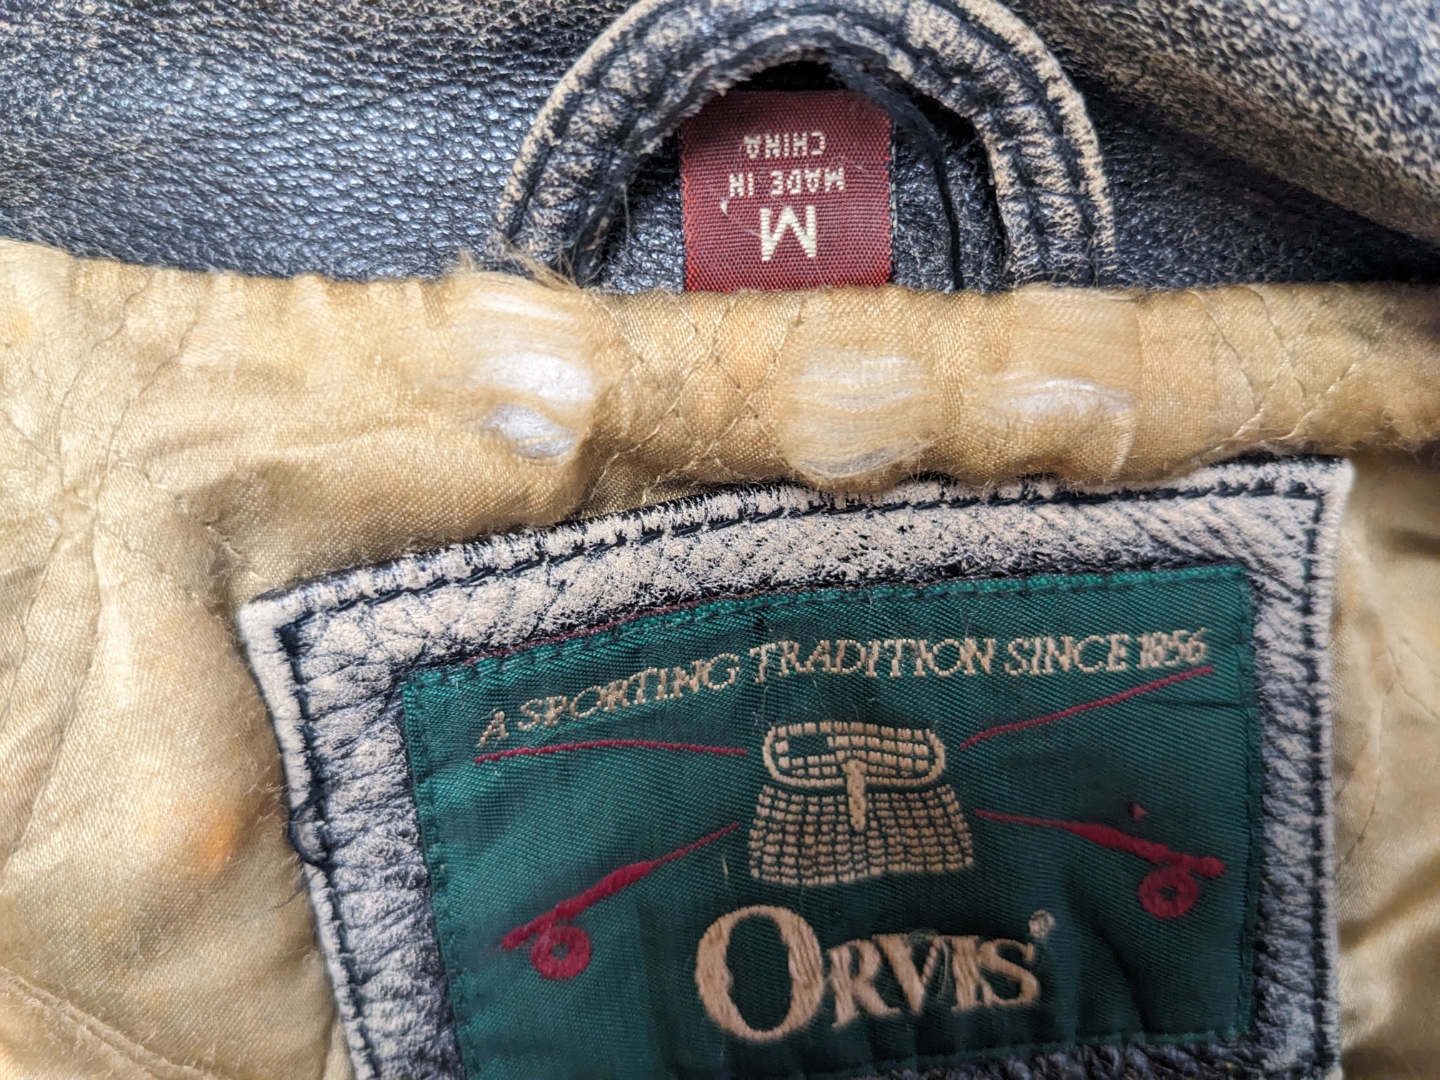 M
MADE IN
CHINA
A SPORTING TRADITION SINCE 1856
ORVIS®